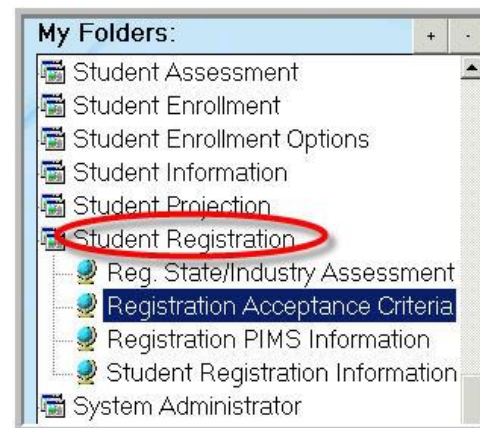 My Folders: + -
Student Assessment
Student Enrollment
Student Enrollment Options
Student Information
Student Projection
Student Registration
Reg. State/Industry Assessment
Registration Acceptance Criteria
Registration PIMS Information
Student Registration Information
System Administrator